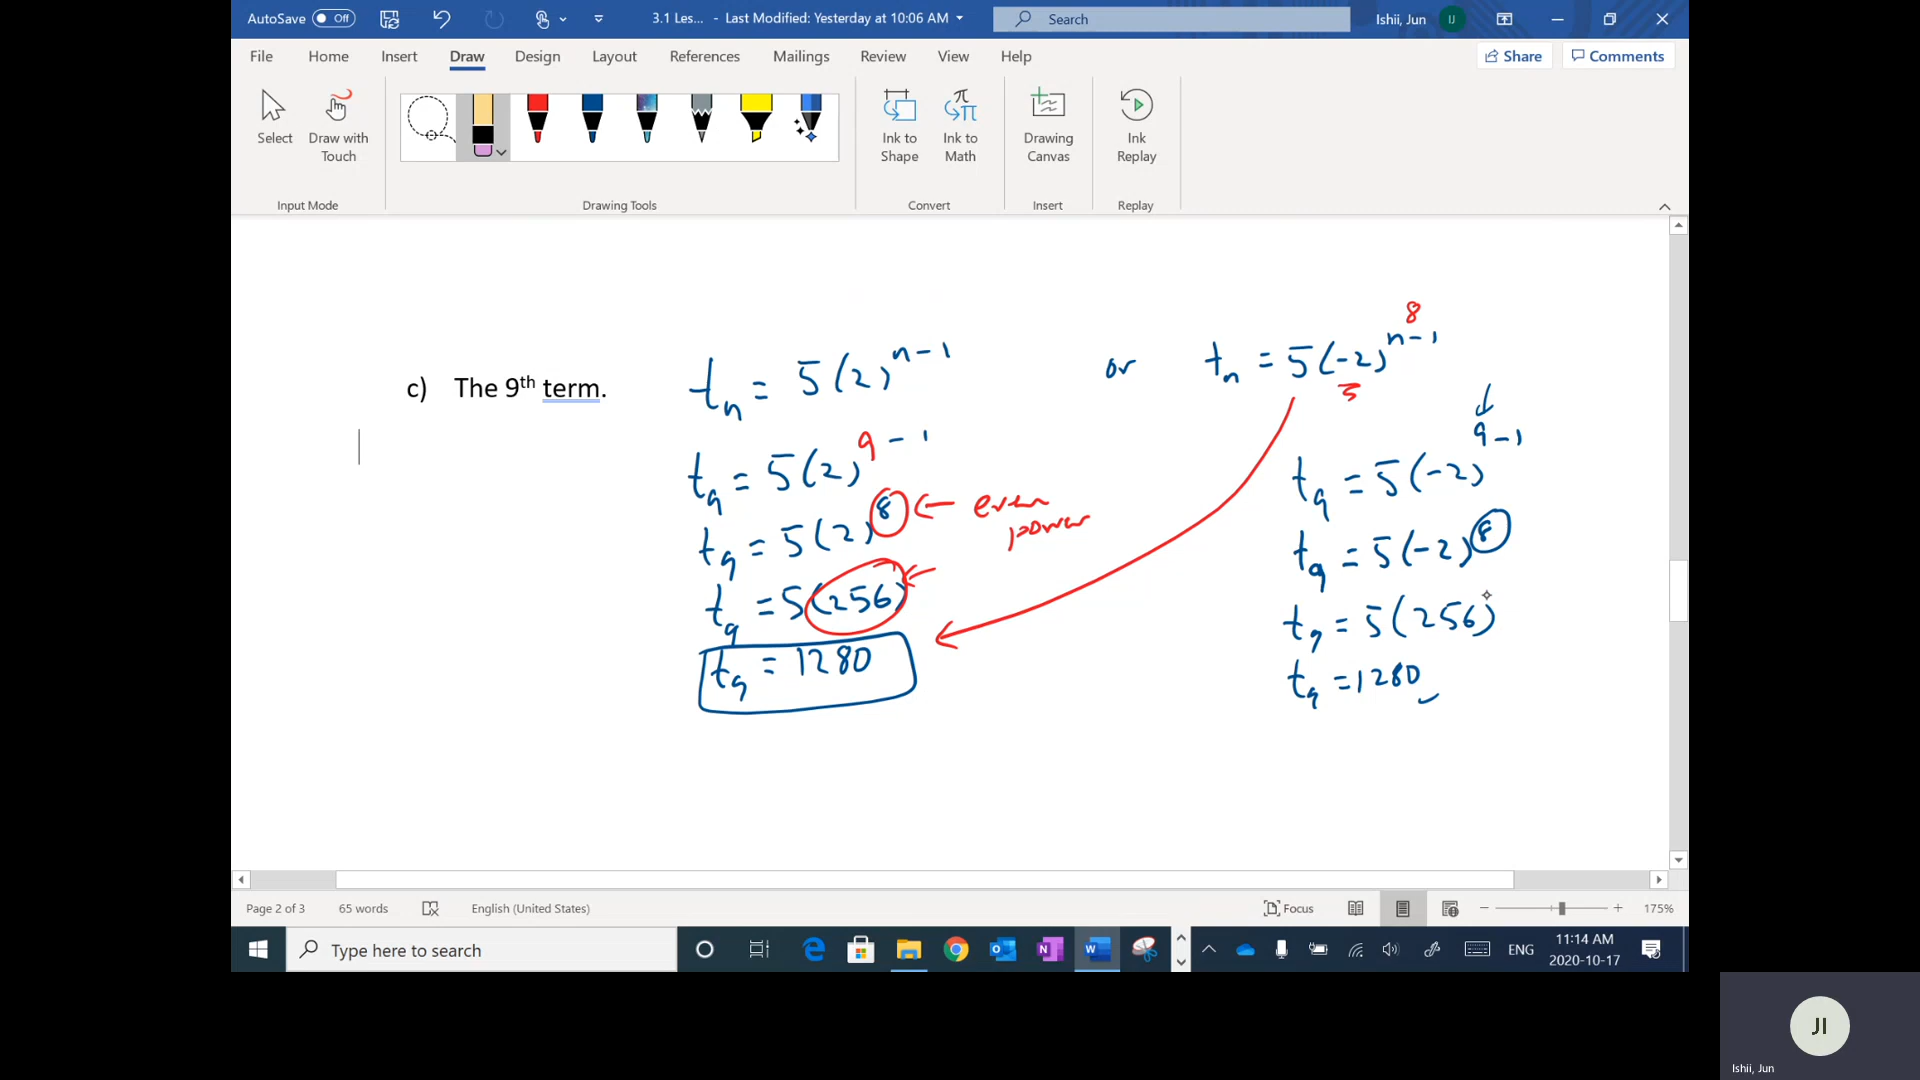 AutoSave Off 3.1 Les... - Last Modified: Yesterday at 10:06 AM Search Ishii, Jun IJ
File Home Insert Draw Design Layout References Mailings Review View Help Share Comments
Select
Draw with Touch
Ink to Shape
Ink to Math
Drawing Canvas
Ink Replay
Input Mode Drawing Tools Convert Insert Replay
c) The 9th term.
tn = 5(2)^n-1
t9 = 5(2)^9-1
t9 = 5(2)^8 ← even power
t9 = 5(256)
t9 = 1280
or
8
tn = 5(-2)^n-1
t9 = 5(-2)^9-1
t9 = 5(-2)^8
t9 = 5(256)
t9 = 1280
Page 2 of 3 65 words English (United States) Focus 175%
Type here to search
ENG
11:14 AM
2020-10-17
JI
Ishii, Jun